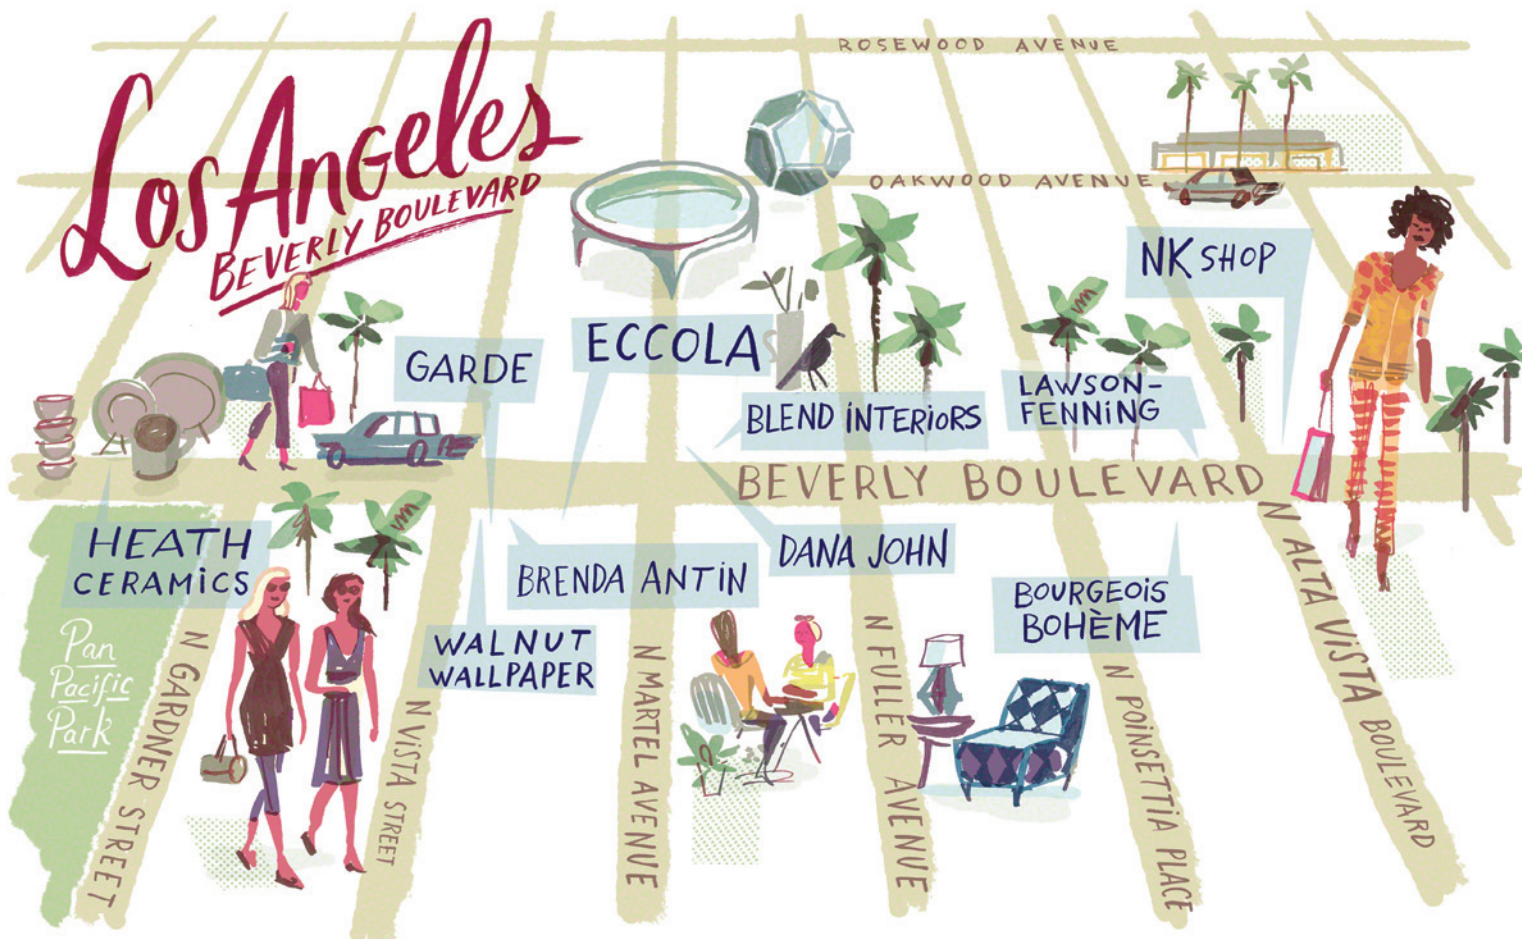 ROSEWOOD AVENUE
Los Angeles
BEVERLY BOULEVARD
OAKWOOD AVENUE
NK SHOP
GARDE
ECCOLA
BLEND INTERIORS
LAWSON-
FENNING
BEVERLY BOULEVARD
HEATH
CERAMICS
BRENDA ANTIN
DANA JOHN
WALNUT
WALLPAPER
BOURGEOIS
BOHÈME
Pan
Pacific
Park
N GARDNER STREET
N VISTA STREET
N MARTEL AVENUE
N FULLER AVENUE
N POINSETTIA PLACE
N ALTA VISTA BOULEVARD